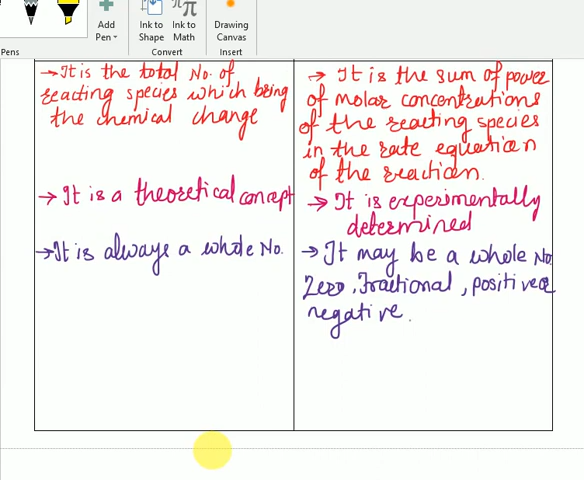 Add
Pen
Ink to
Shape
Ink to
Math
Drawing
Canvas
Pens
Convert
Insert
→It is the total No. of
reacting species which being
the chemical change
→It is a theoretical concept
→It is always a whole No.
→ It is the sum of power
of molar concentrations
of the reacting species
in the rate equation
of the reaction.
→ It is experimentally
determined
→ It may be a whole No
Zero, Fractional, positive or
negative.